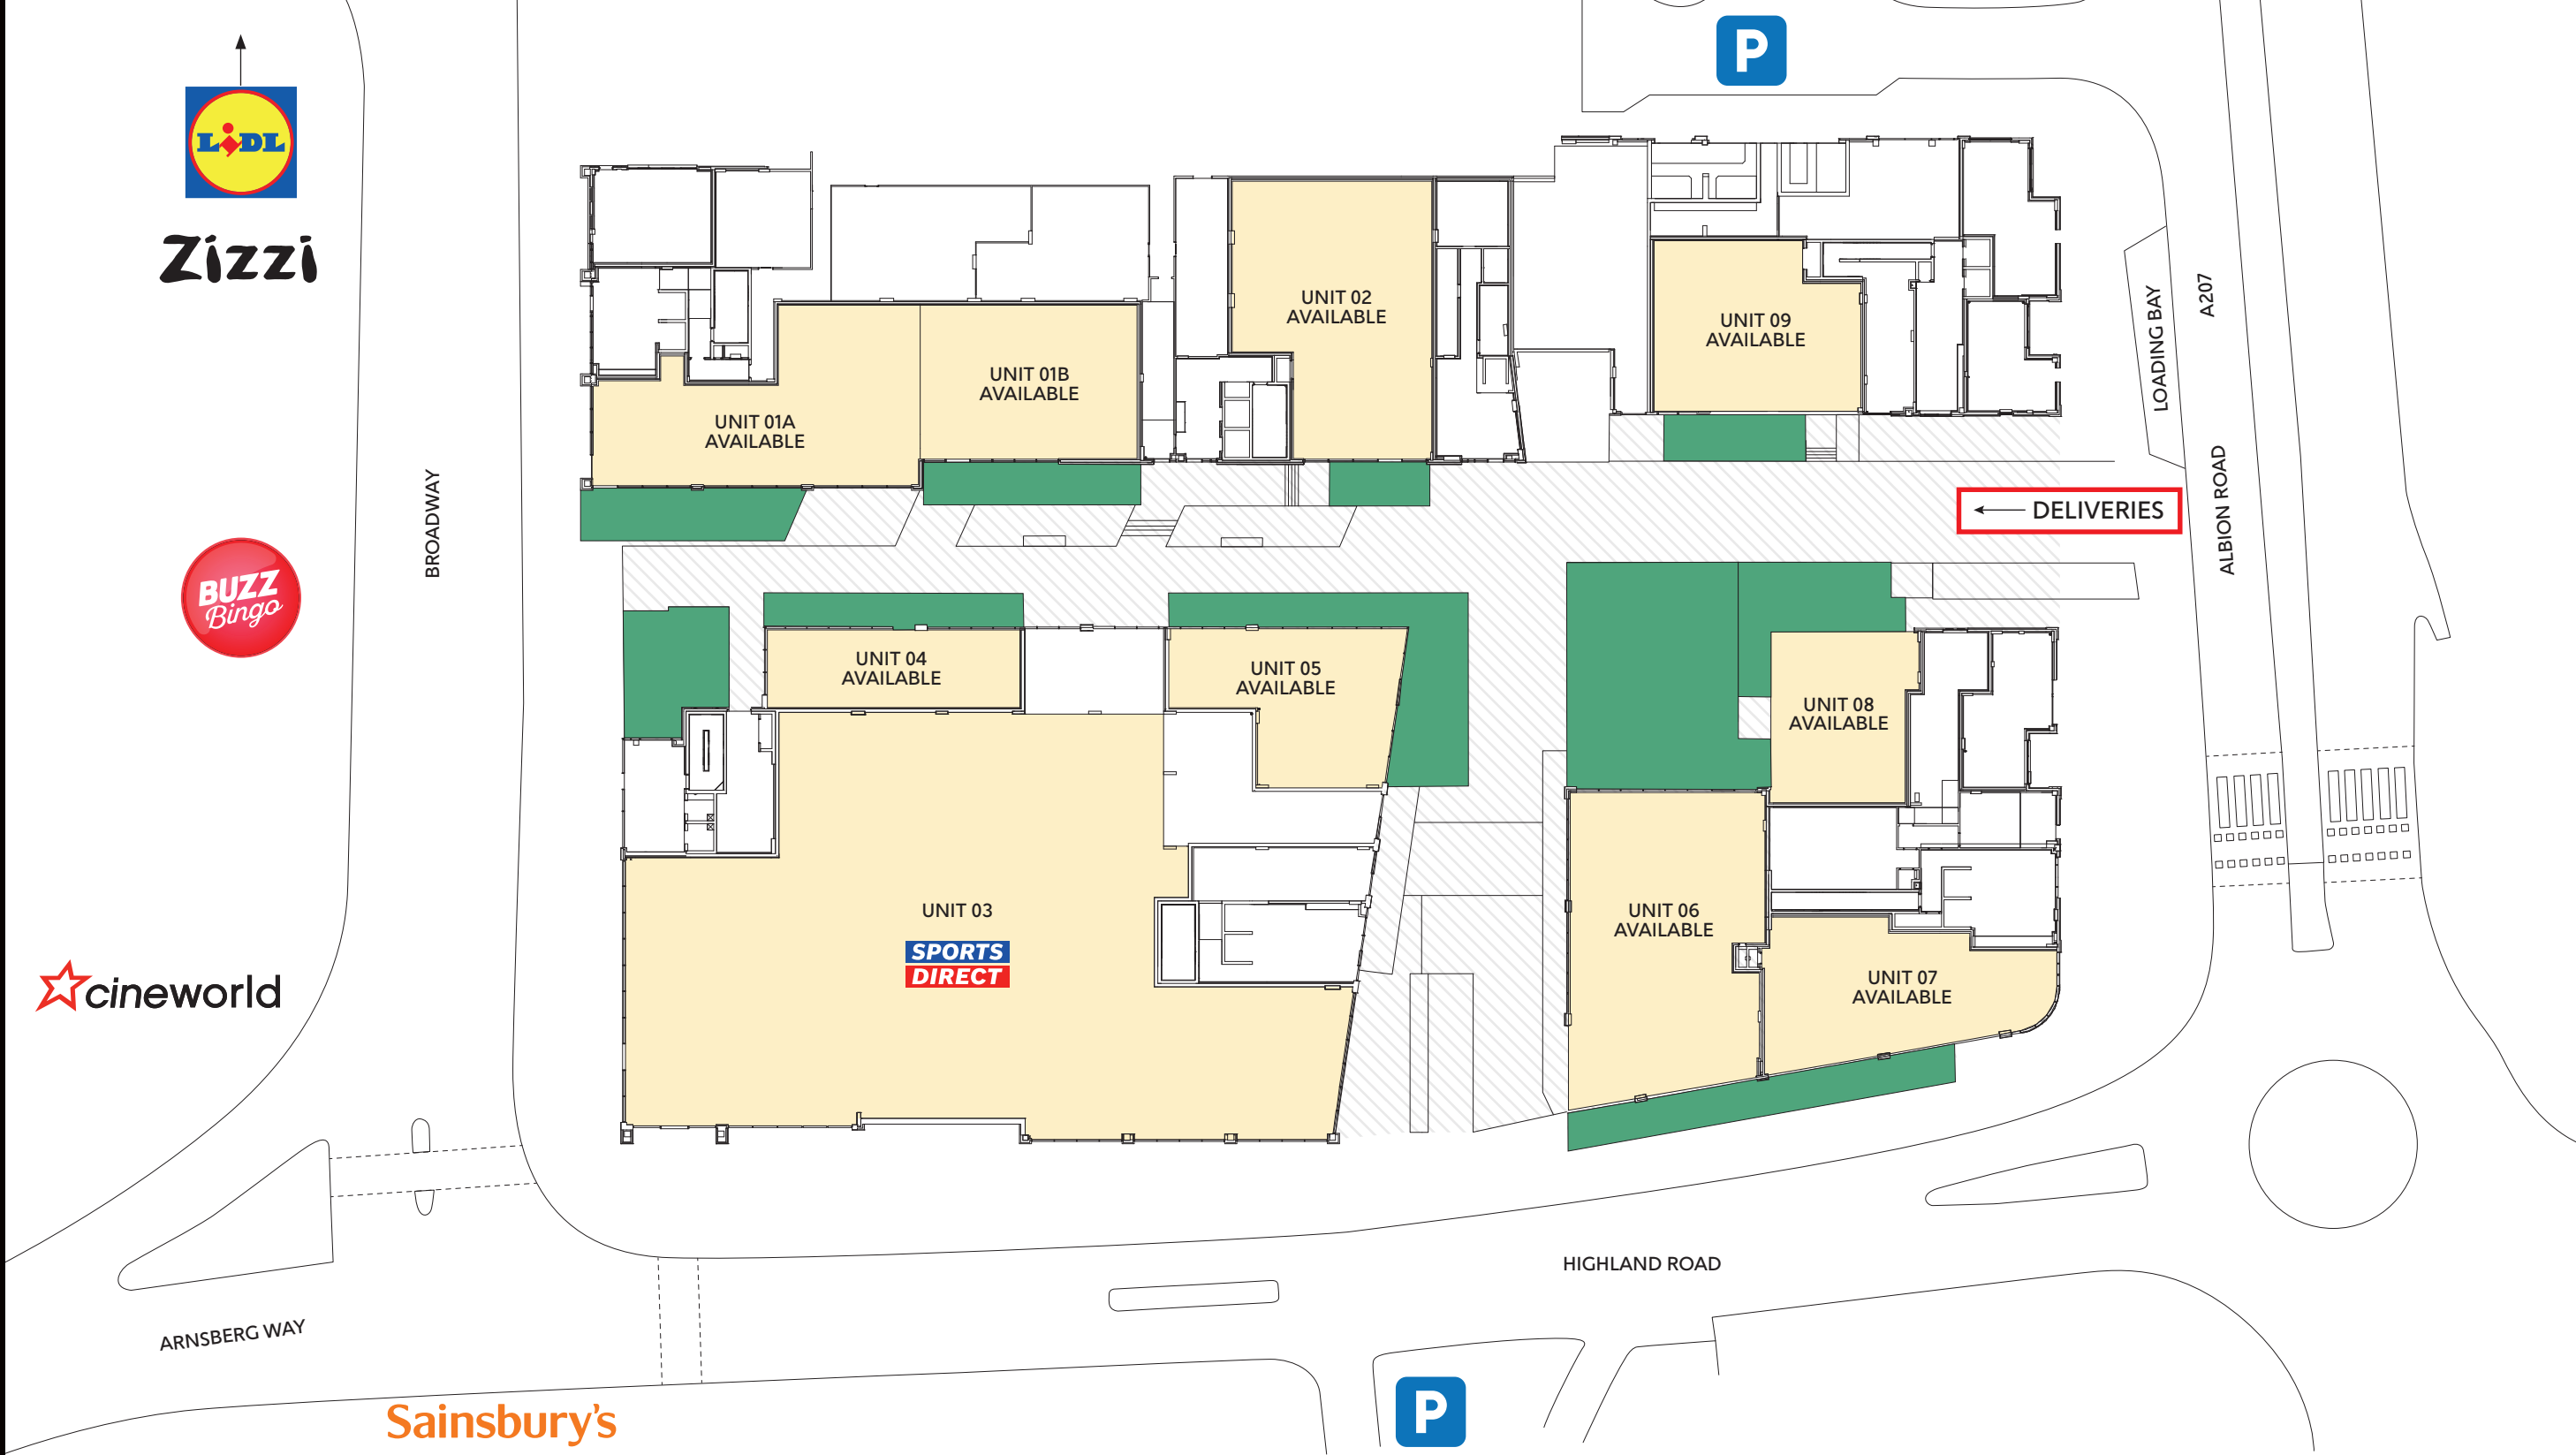 P
LIDL
Zizzi
UNIT 02
AVAILABLE
UNIT 09
AVAILABLE
UNIT 01B
AVAILABLE
UNIT 01A
AVAILABLE
LOADING BAY
A207
BROADWAY
ALBION ROAD
DELIVERIES
BUZZ
Bingo
UNIT 04
AVAILABLE
UNIT 05
AVAILABLE
UNIT 08
AVAILABLE
UNIT 03
SPORTS
DIRECT
UNIT 06
AVAILABLE
UNIT 07
AVAILABLE
cineworld
HIGHLAND ROAD
ARNSBERG WAY
Sainsbury's
P